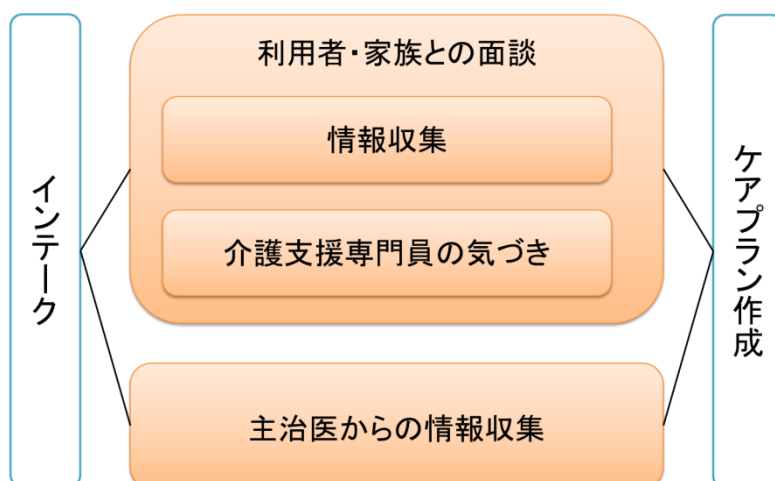 インテーク
利用者・家族との面談
情報収集
介護支援専門員の気づき
主治医からの情報収集
ケアプラン作成